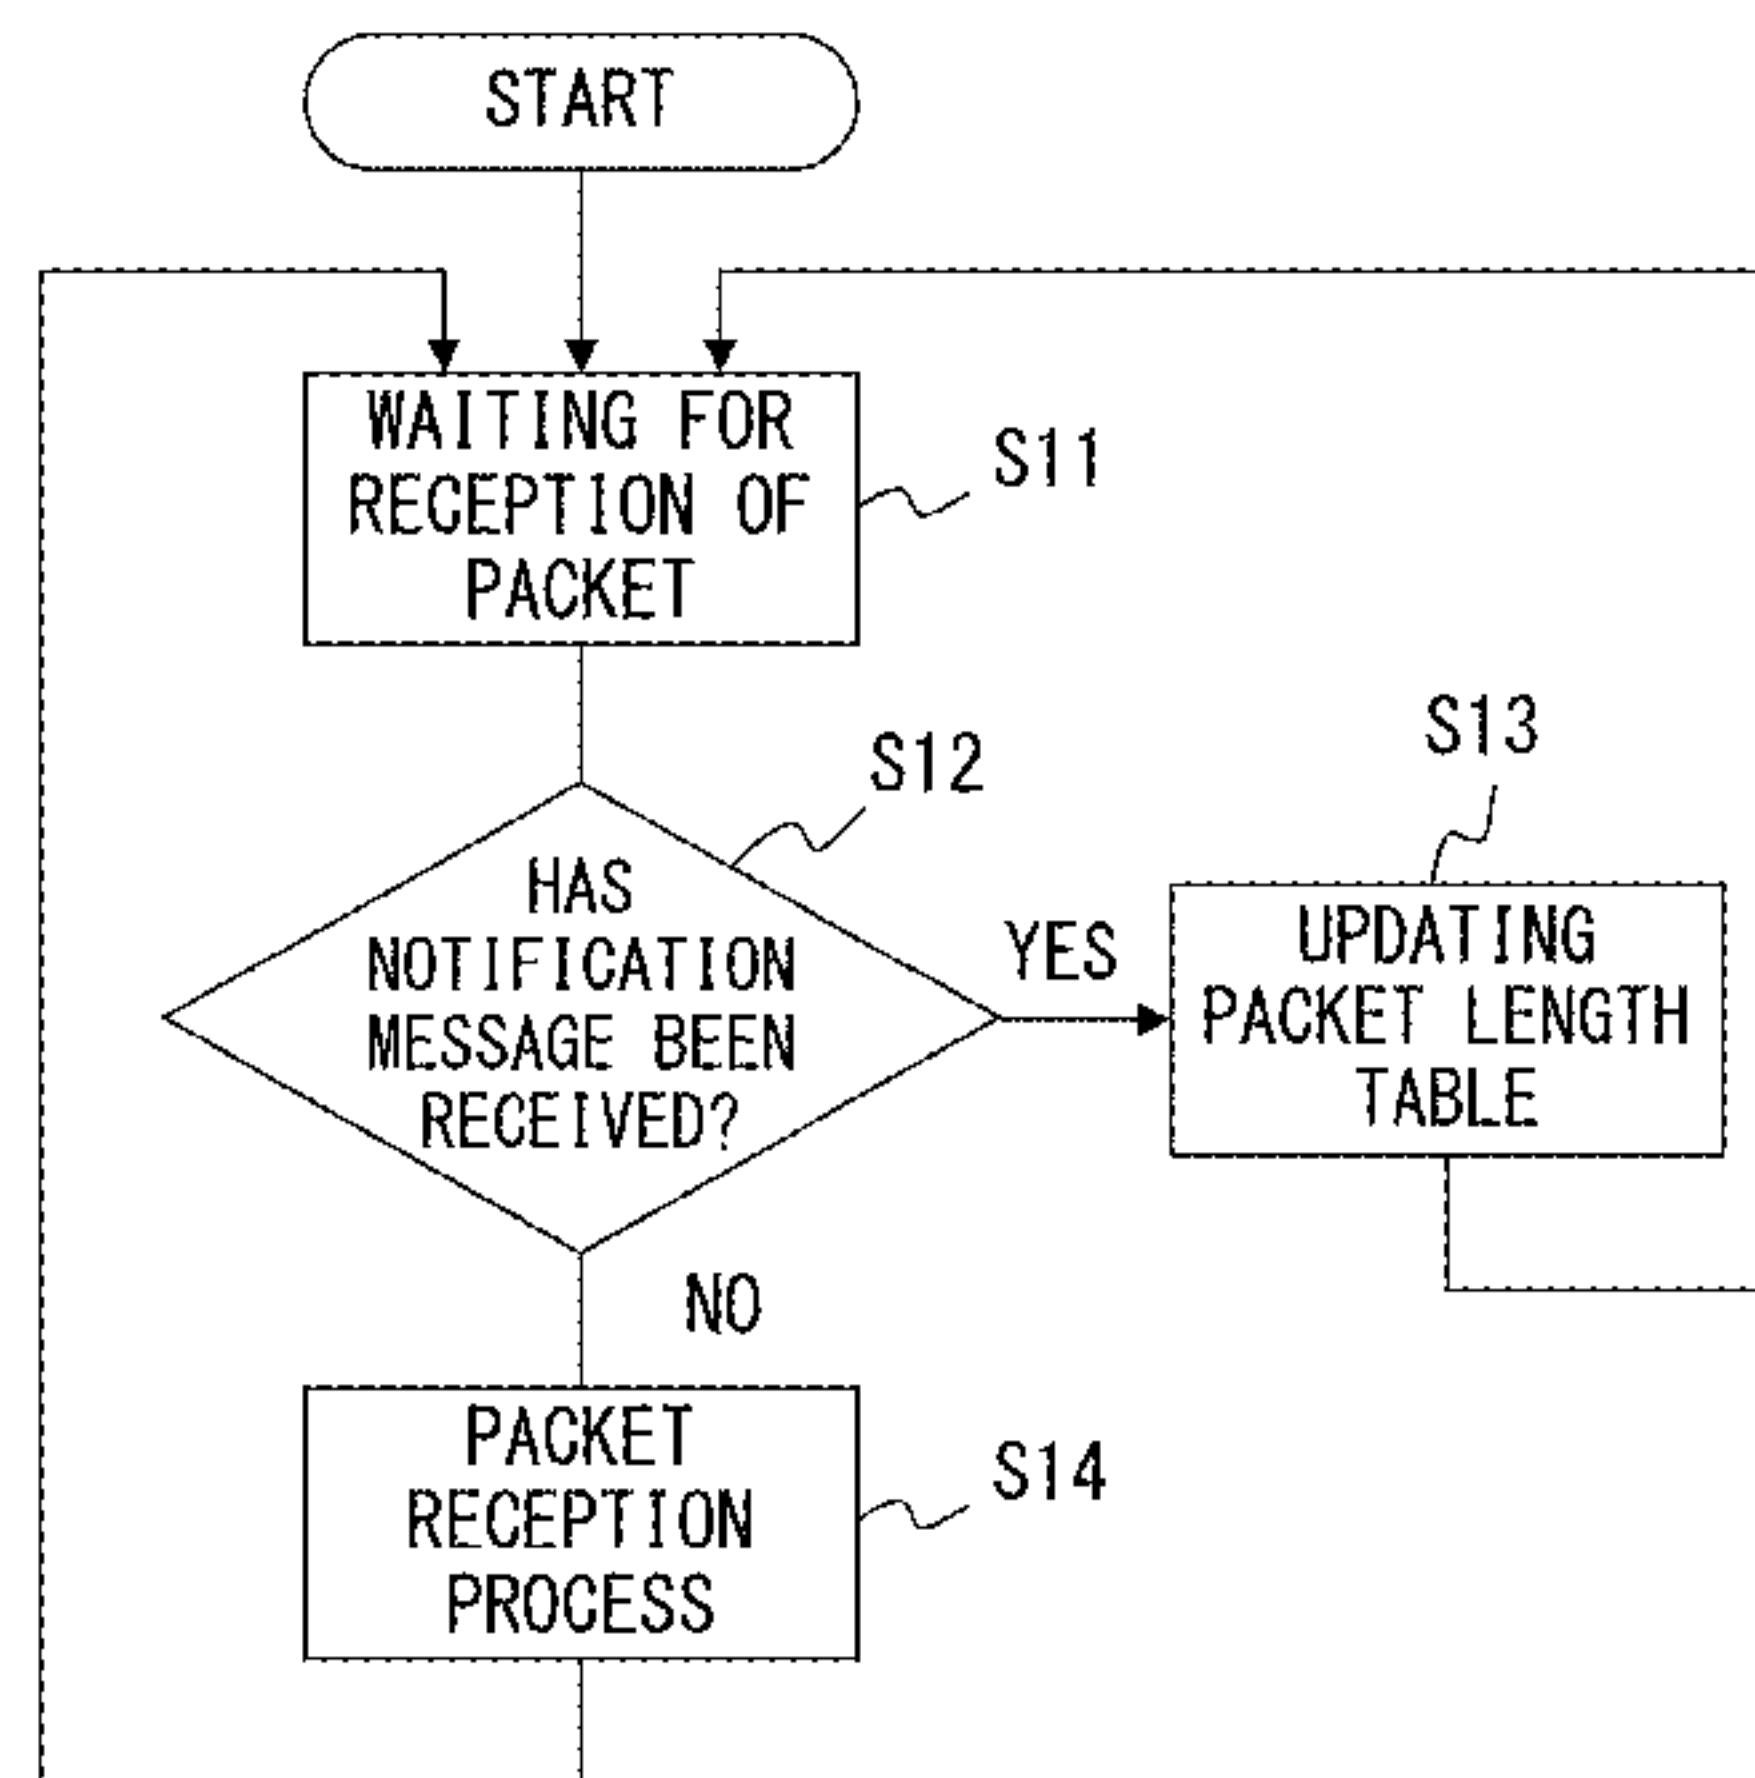 START
WAITING FOR
RECEPTION OF
PACKET
S11
S12
HAS
NOTIFICATION
MESSAGE BEEN
RECEIVED?
YES
S13
UPDATING
PACKET LENGTH
TABLE
NO
PACKET
RECEPTION
PROCESS
S14